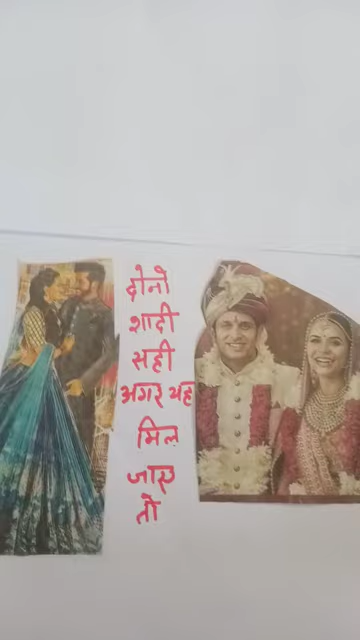 दोनो
शादी
सही
अगर यह
मिल
जाए
तो